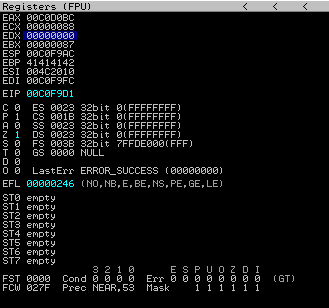 Registers (FPU) < < <
EAX 00C0D0BC
ECX 00000088
EDX 00000000
EBX 00000087
ESP 00C0F9AC
EBP 41414142
ESI 004C2010
EDI 00C0F9FC
EIP 00C0F9D1
C 0 ES 0023 32bit 0(FFFFFFFF)
P 1 CS 001B 32bit 0(FFFFFFFF)
A 0 SS 0023 32bit 0(FFFFFFFF)
Z 1 DS 0023 32bit 0(FFFFFFFF)
S 0 FS 003B 32bit 7FFDE000(FFF)
T 0 GS 0000 NULL
D 0
O 0 LastErr ERROR_SUCCESS (00000000)
EFL 00000246 (NO,NB,E,BE,NS,PE,GE,LE)
ST0 empty
ST1 empty
ST2 empty
ST3 empty
ST4 empty
ST5 empty
ST6 empty
ST7 empty
3 2 1 0 E S P U O Z D I
FST 0000 Cond 0 0 0 0 Err 0 0 0 0 0 0 0 0 (GT)
FCW 027F Prec NEAR,53 Mask 1 1 1 1 1 1